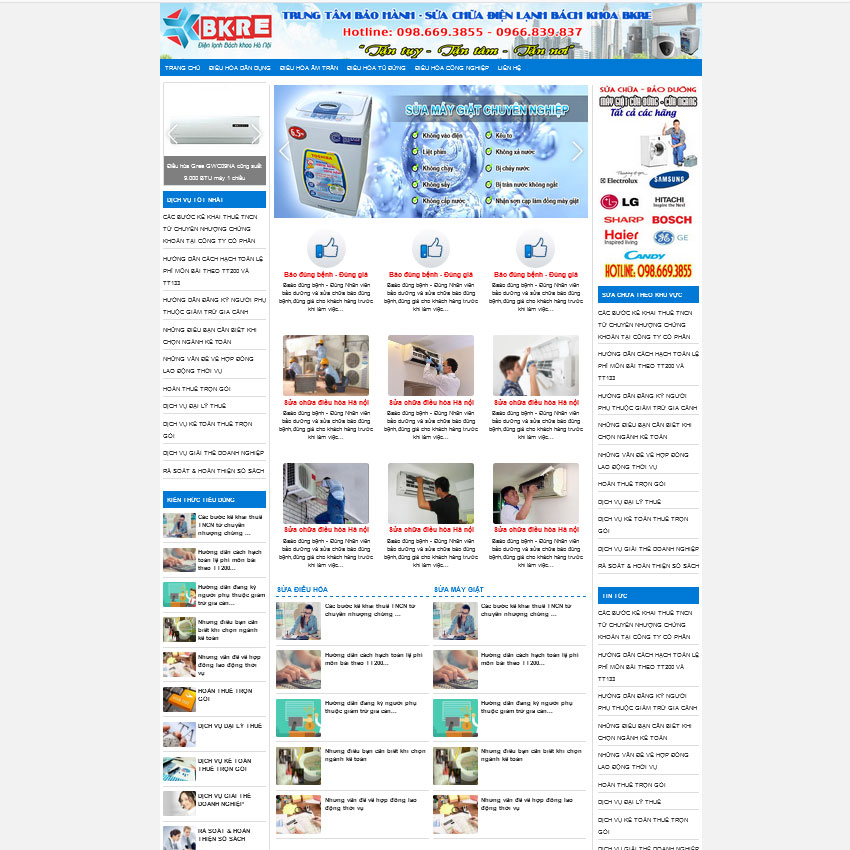 BKRE
Điện lạnh Bách khoa Hà Nội
TRUNG TÂM BẢO HÀNH - SỬA CHỮA ĐIỆN LẠNH BÁCH KHOA BKRE
Hotline: 098.669.3855 - 0966.839.837
"Tận tụy - Tận tâm - Tận nơi"
TRANG CHỦ
ĐIỀU HÒA DÂN DỤNG
ĐIỀU HÒA ÂM TRẦN
ĐIỀU HÒA TỦ ĐỨNG
ĐIỀU HÒA CÔNG NGHIỆP
LIÊN HỆ
Điều hòa Gree GWC09NA công suất
9.000 BTU máy 1 chiều
DỊCH VỤ TỐT NHẤT
CÁC BƯỚC KÊ KHAI THUẾ TNCN
TỪ CHUYỂN NHƯỢNG CHỨNG
KHOÁN TẠI CÔNG TY CỔ PHẦN
HƯỚNG DẪN CÁCH HẠCH TOÁN LỆ
PHÍ MÔN BÀI THEO TT200 VÀ
TT133
HƯỚNG DẪN ĐĂNG KÝ NGƯỜI PHỤ
THUỘC GIẢM TRỪ GIA CẢNH
NHỮNG ĐIỀU BẠN CẦN BIẾT KHI
CHỌN NGÀNH KẾ TOÁN
NHỮNG VẤN ĐỀ VỀ HỢP ĐỒNG
LAO ĐỘNG THỜI VỤ
HOÁN THUẾ TRỌN GÓI
DỊCH VỤ ĐẠI LÝ THUẾ
DỊCH VỤ KẾ TOÁN THUẾ TRỌN
GÓI
DỊCH VỤ GIẢI THỂ DOANH NGHIỆP
RÀ SOÁT & HOÀN THIỆN SỔ SÁCH
KIẾN THỨC TIÊU DÙNG
Các bước kê khai thuế
TNCN từ chuyển
nhượng chứng ...
Hướng dẫn cách hạch
toán lệ phí môn bài
theo TT200...
Hướng dẫn đăng ký
người phụ thuộc giảm
trừ gia cản...
Những điều bạn cần
biết khi chọn ngành
kế toán
Những vấn đề về hợp
đồng lao động thời
vụ
HOÁN THUẾ TRỌN
GÓI
DỊCH VỤ ĐẠI LÝ THUẾ
DỊCH VỤ KẾ TOÁN
THUẾ TRỌN GÓI
DỊCH VỤ GIẢI THỂ
DOANH NGHIỆP
RÀ SOÁT & HOÀN
THIỆN SỔ SÁCH
SỬA MÁY GIẶT CHUYÊN NGHIỆP
Không vào điện
Kêu to
Liệt phím
Không xả nước
Không chạy
Bị chảy nước
Không sấy
Bị tràn nước không ngắt
Không cấp nước
Nhận sơn cạp làm đồng máy giặt
6.5kg
TOSHIBA
Báo đúng bệnh - Đúng giá
Báo đúng bệnh - Đúng giá
Báo đúng bệnh - Đúng giá
Báo đúng bệnh - Đúng Nhân viên
bảo dưỡng và sửa chữa báo đúng
bệnh,đúng giá cho khách hàng trước
khi làm việc...
Báo đúng bệnh - Đúng Nhân viên
bảo dưỡng và sửa chữa báo đúng
bệnh,đúng giá cho khách hàng trước
khi làm việc...
Báo đúng bệnh - Đúng Nhân viên
bảo dưỡng và sửa chữa báo đúng
bệnh,đúng giá cho khách hàng trước
khi làm việc...
Sửa chữa điều hòa Hà Nội
Sửa chữa điều hòa Hà Nội
Sửa chữa điều hòa Hà Nội
Báo đúng bệnh - Đúng Nhân viên
bảo dưỡng và sửa chữa báo đúng
bệnh,đúng giá cho khách hàng trước
khi làm việc...
Báo đúng bệnh - Đúng Nhân viên
bảo dưỡng và sửa chữa báo đúng
bệnh,đúng giá cho khách hàng trước
khi làm việc...
Báo đúng bệnh - Đúng Nhân viên
bảo dưỡng và sửa chữa báo đúng
bệnh,đúng giá cho khách hàng trước
khi làm việc...
Sửa chữa điều hòa Hà Nội
Sửa chữa điều hòa Hà Nội
Sửa chữa điều hòa Hà Nội
Báo đúng bệnh - Đúng Nhân viên
bảo dưỡng và sửa chữa báo đúng
bệnh,đúng giá cho khách hàng trước
khi làm việc...
Báo đúng bệnh - Đúng Nhân viên
bảo dưỡng và sửa chữa báo đúng
bệnh,đúng giá cho khách hàng trước
khi làm việc...
Báo đúng bệnh - Đúng Nhân viên
bảo dưỡng và sửa chữa báo đúng
bệnh,đúng giá cho khách hàng trước
khi làm việc...
SỬA ĐIỀU HÒA
Các bước kê khai thuế TNCN từ
chuyển nhượng chứng ...
Hướng dẫn cách hạch toán lệ phí
môn bài theo TT200...
Hướng dẫn đăng ký người phụ
thuộc giảm trừ gia cản...
Những điều bạn cần biết khi chọn
ngành kế toán
Những vấn đề về hợp đồng lao
động thời vụ
SỬA MÁY GIẶT
Các bước kê khai thuế TNCN từ
chuyển nhượng chứng ...
Hướng dẫn cách hạch toán lệ phí
môn bài theo TT200...
Hướng dẫn đăng ký người phụ
thuộc giảm trừ gia cản...
Những điều bạn cần biết khi chọn
ngành kế toán
Những vấn đề về hợp đồng lao
động thời vụ
SỬA CHỮA - BẢO DƯỠNG
MÁY GIẶT CỬA ĐỨNG - CỬA NGANG
Tất cả các hãng
Electrolux
SAMSUNG
LG
HITACHI
Inspire the Next
SHARP
BOSCH
Haier
Inspired living
GE
CANDY
HOTLINE: 098.669.3855
SỬA CHỮA THEO KHU VỰC
CÁC BƯỚC KÊ KHAI THUẾ TNCN
TỪ CHUYỂN NHƯỢNG CHỨNG
KHOÁN TẠI CÔNG TY CỔ PHẦN
HƯỚNG DẪN CÁCH HẠCH TOÁN LỆ
PHÍ MÔN BÀI THEO TT200 VÀ
TT133
HƯỚNG DẪN ĐĂNG KÝ NGƯỜI
PHỤ THUỘC GIẢM TRỪ GIA CẢNH
NHỮNG ĐIỀU BẠN CẦN BIẾT KHI
CHỌN NGÀNH KẾ TOÁN
NHỮNG VẤN ĐỀ VỀ HỢP ĐỒNG
LAO ĐỘNG THỜI VỤ
HOÁN THUẾ TRỌN GÓI
DỊCH VỤ ĐẠI LÝ THUẾ
DỊCH VỤ KẾ TOÁN THUẾ TRỌN
GÓI
DỊCH VỤ GIẢI THỂ DOANH NGHIỆP
RÀ SOÁT & HOÀN THIỆN SỔ SÁCH
TIN TỨC
CÁC BƯỚC KÊ KHAI THUẾ TNCN
TỪ CHUYỂN NHƯỢNG CHỨNG
KHOÁN TẠI CÔNG TY CỔ PHẦN
HƯỚNG DẪN CÁCH HẠCH TOÁN LỆ
PHÍ MÔN BÀI THEO TT200 VÀ
TT133
HƯỚNG DẪN ĐĂNG KÝ NGƯỜI
PHỤ THUỘC GIẢM TRỪ GIA CẢNH
NHỮNG ĐIỀU BẠN CẦN BIẾT KHI
CHỌN NGÀNH KẾ TOÁN
NHỮNG VẤN ĐỀ VỀ HỢP ĐỒNG
LAO ĐỘNG THỜI VỤ
HOÁN THUẾ TRỌN GÓI
DỊCH VỤ ĐẠI LÝ THUẾ
DỊCH VỤ KẾ TOÁN THUẾ TRỌN
GÓI
DỊCH VỤ GIẢI THỂ DOANH NGHIỆP